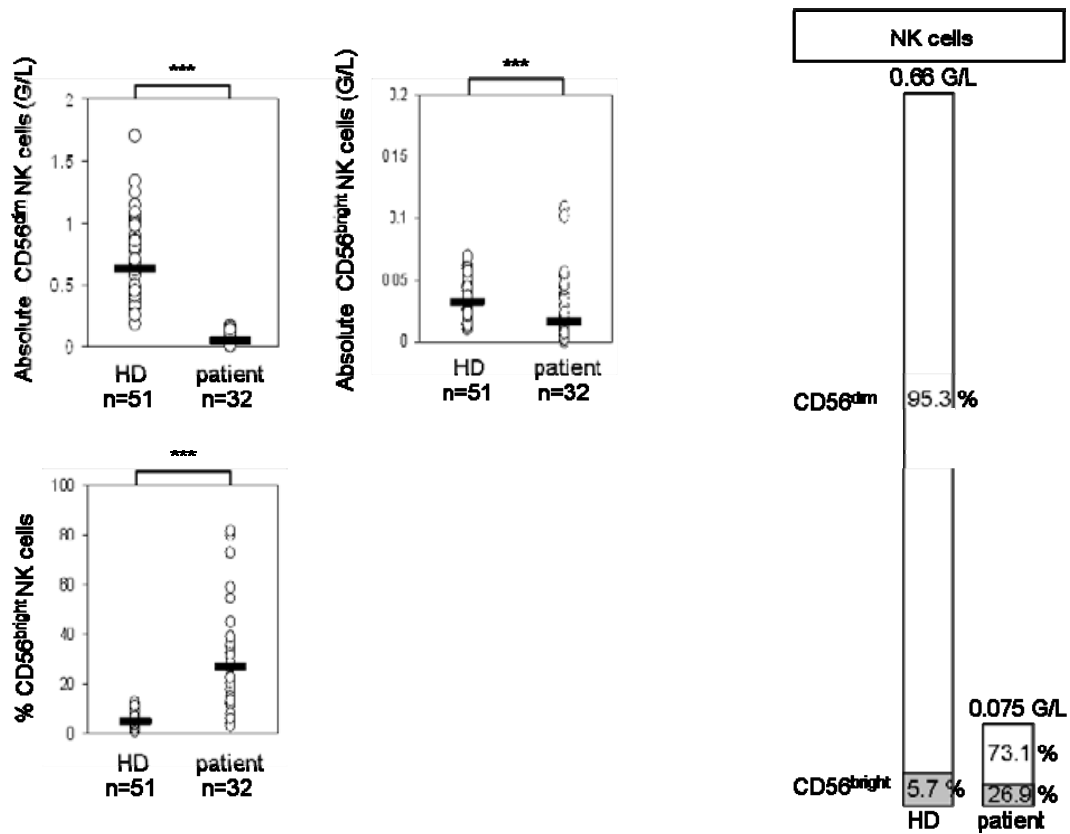 Absolute CD56dim NK cells (G/L)
***
2
1.5
1
0.5
0
HD
n=51
patient
n=32
Absolute CD56bright NK cells (G/L)
***
0.2
0.15
0.1
0.05
0
HD
n=51
patient
n=32
% CD56bright NK cells
***
100
80
60
40
20
0
HD
n=51
patient
n=32
NK cells
0.66 G/L
CD56dim
95.3 %
0.075 G/L
73.1 %
CD56bright
5.7 %
26.9 %
HD
patient